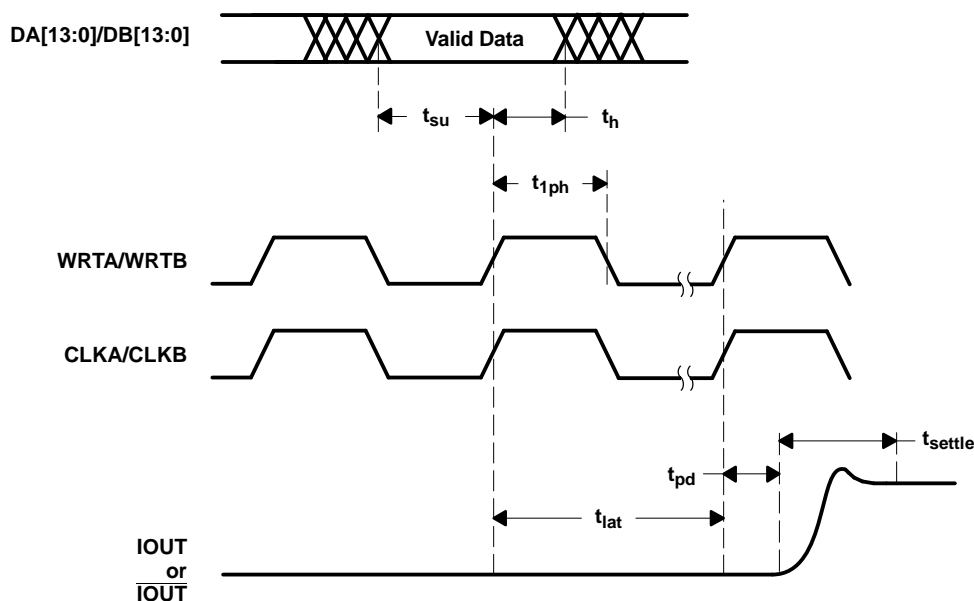 DA[13:0]/DB[13:0]
Valid Data
tsu
th
t1ph
WRTA/WRTB
CLKA/CLKB
tsettle
tpd
tlat
IOUT
or
IOUT